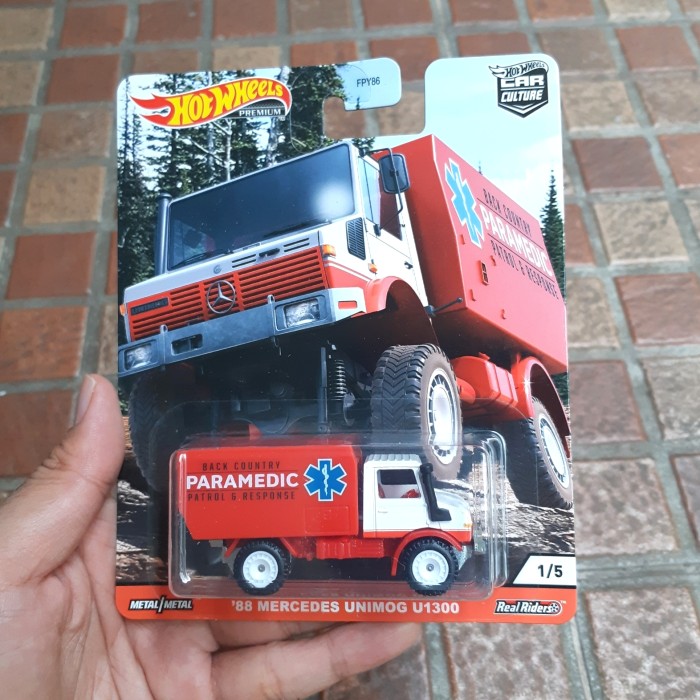 HOT WHEELS
PREMIUM
FPY86
HOT WHEELS
CAR
CULTURE
BACK COUNTRY
PARAMEDIC
PATROL & RESPONSE
BACK COUNTRY
PARAMEDIC
PATROL & RESPONSE
1/5
METAL/METAL
'88 MERCEDES UNIMOG U1300
Real Riders